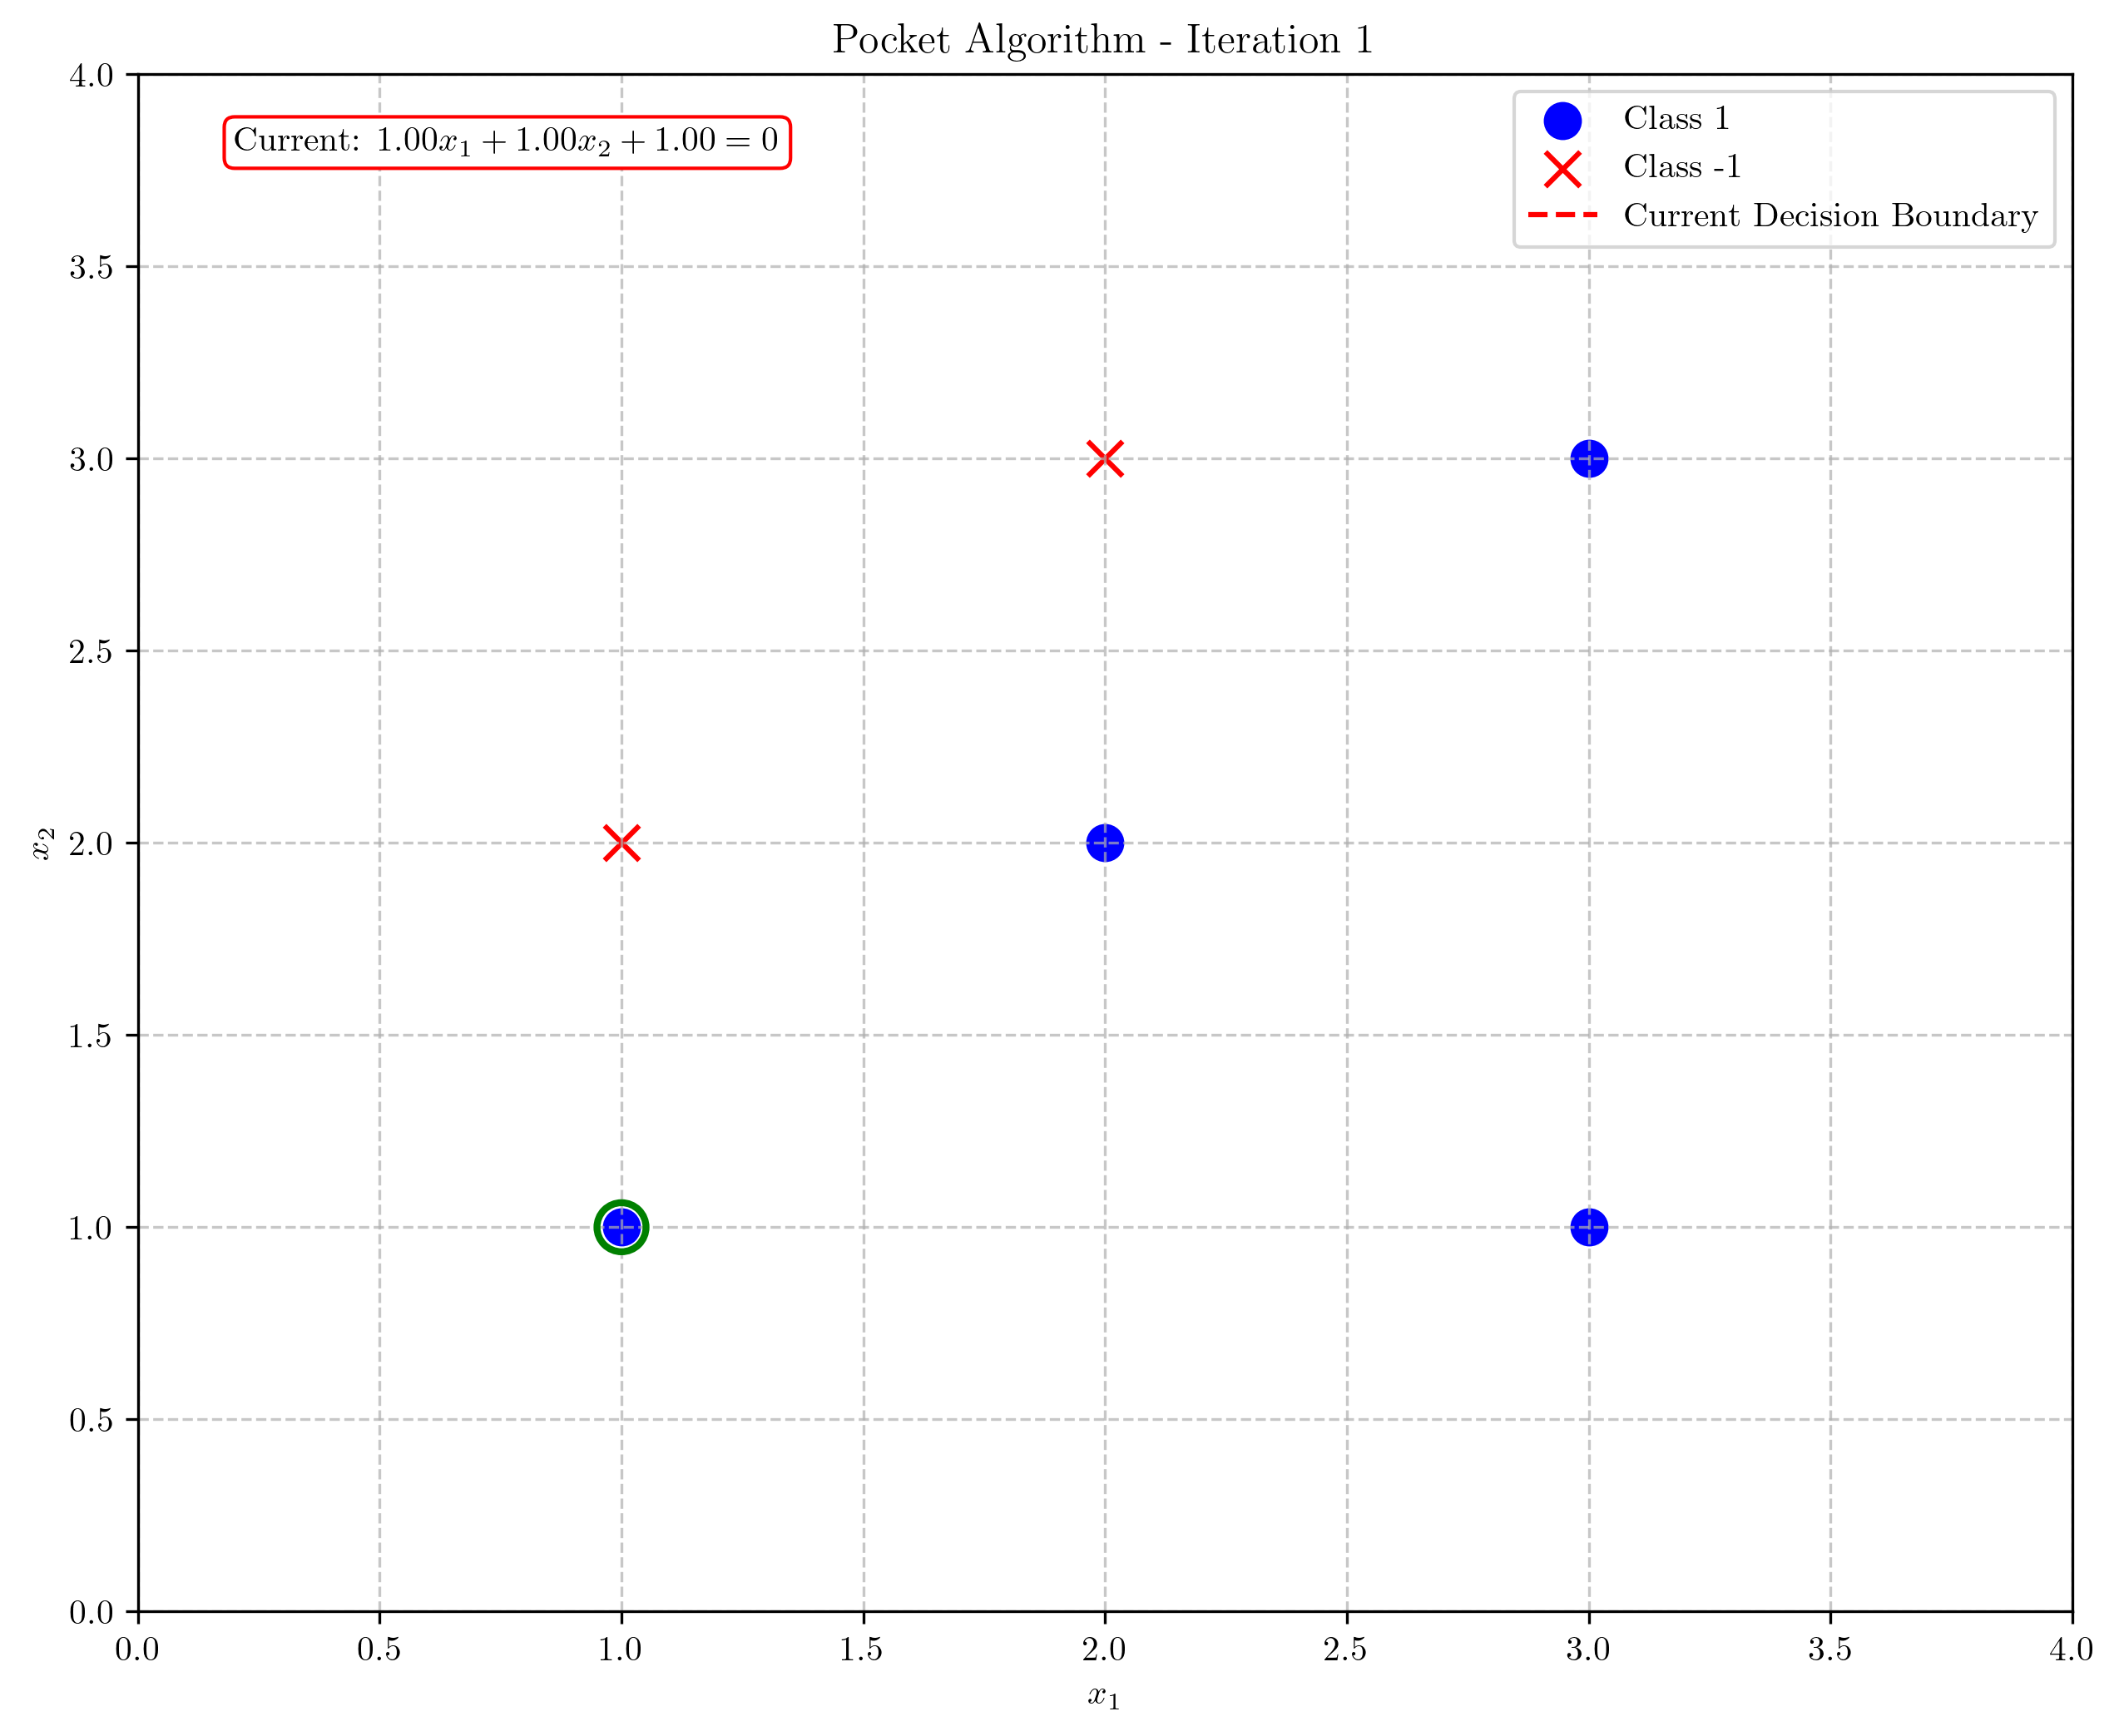 Pocket Algorithm - Iteration 1
Current: 1.00x₁ + 1.00x₂ + 1.00 = 0
Class 1
Class -1
Current Decision Boundary
4.0
3.5
3.0
2.5
2.0
1.5
1.0
0.5
0.0
x₂
0.0 0.5 1.0 1.5 2.0 2.5 3.0 3.5 4.0
x₁